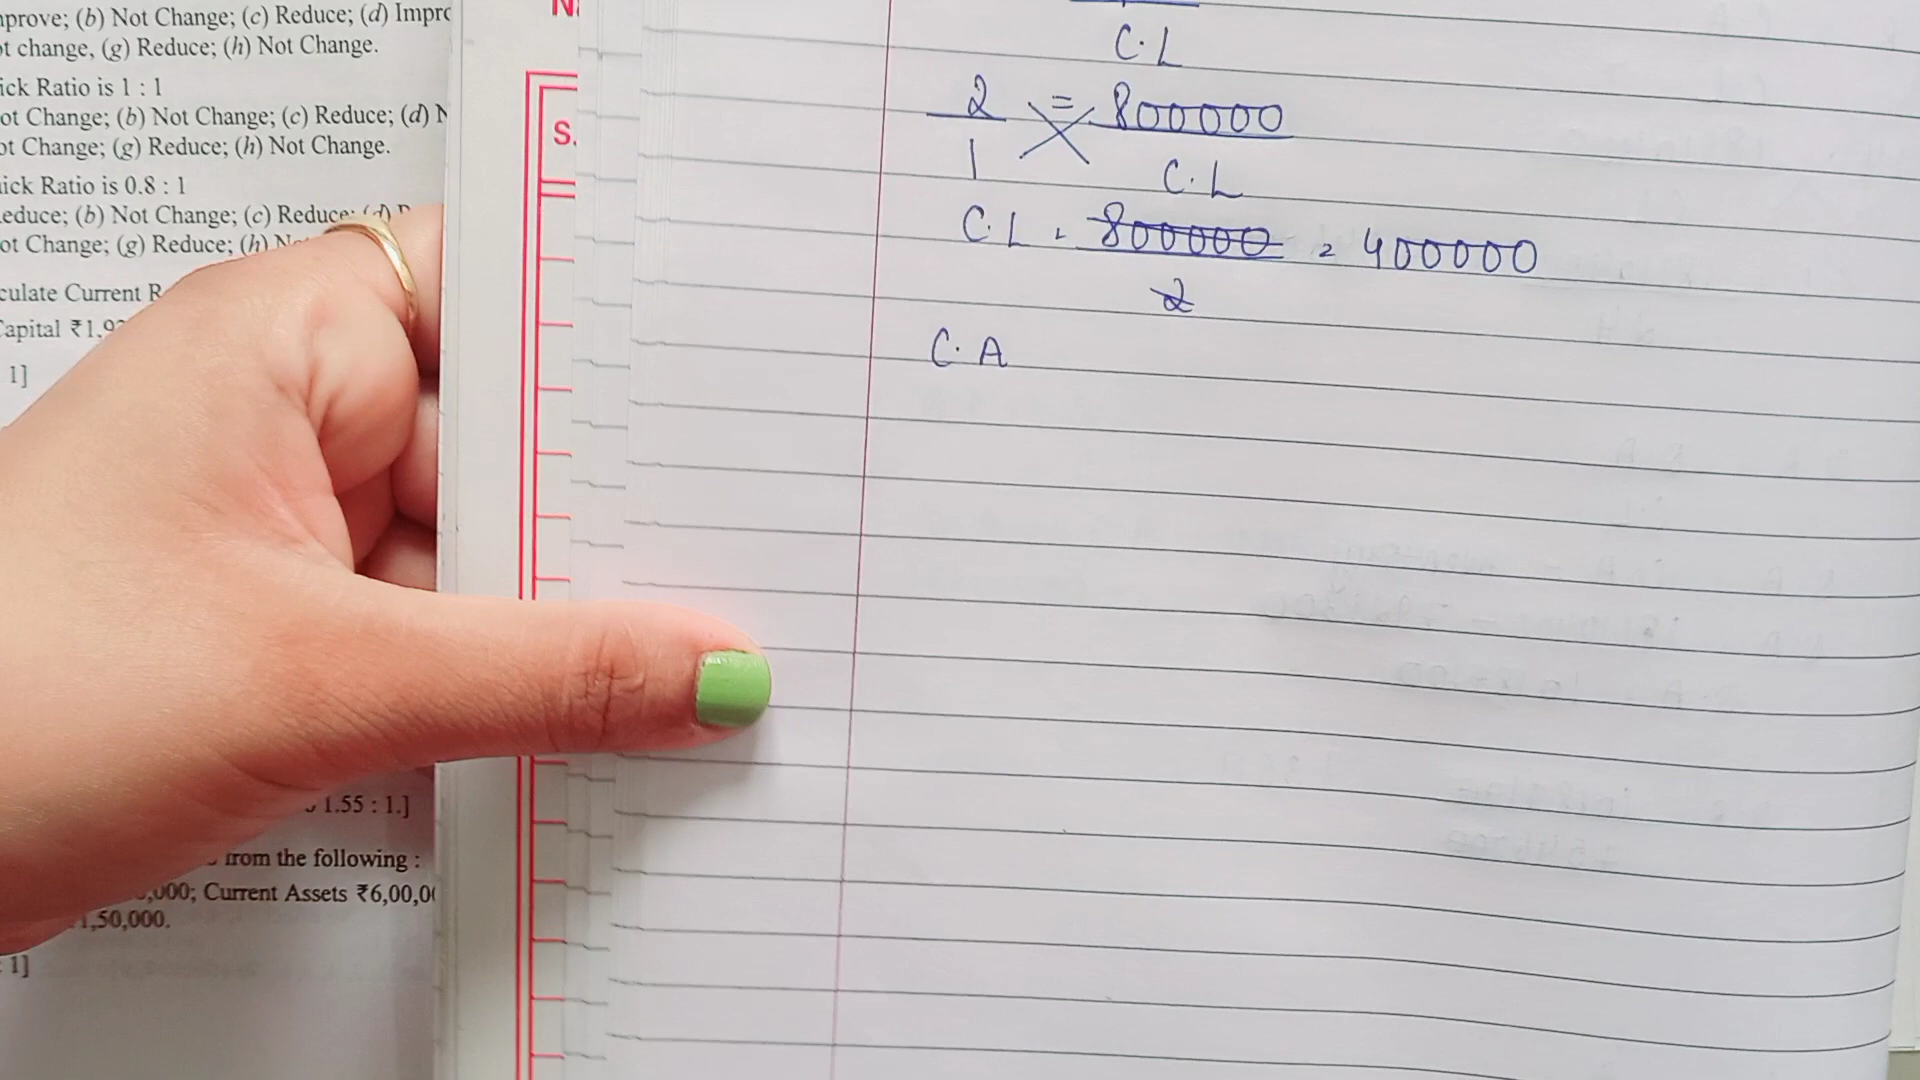 prove; (b) Not Change; (c) Reduce; (d) Impro
t change, (g) Reduce; (h) Not Change.
ick Ratio is 1 : 1
ot Change; (b) Not Change; (c) Reduce; (d) N
ot Change; (g) Reduce; (h) Not Change.
ick Ratio is 0.8 : 1
educe; (b) Not Change; (c) Reduce; (d)
ot Change; (g) Reduce; (h)
culate Current R
Capital ₹1,9
1]
1.55 : 1.]
from the following :
,000; Current Assets ₹6,00,0
1,50,000.
1]
S.
C.L
2 = 800000
1 C.L
C.L = 800000 = 400000
2
C.A